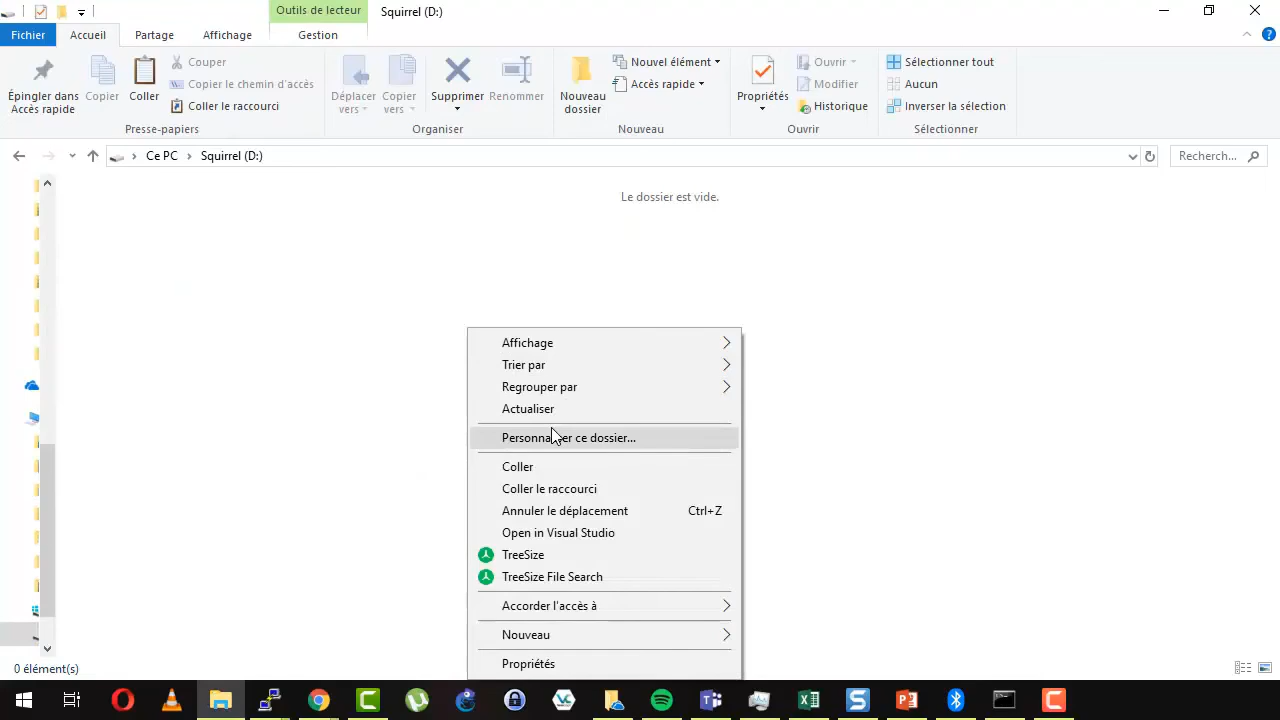 Outils de lecteur
Squirrel (D:)
Fichier
Accueil
Partage
Affichage
Gestion
Épingler dans
Accès rapide
Copier
Coller
Couper
Copier le chemin d'accès
Coller le raccourci
Presse-papiers
Déplacer
vers
Copier
vers
Supprimer
Renommer
Organiser
Nouveau
dossier
Nouvel élément
Accès rapide
Nouveau
Propriétés
Ouvrir
Modifier
Historique
Ouvrir
Sélectionner tout
Aucun
Inverser la sélection
Sélectionner
Ce PC
Squirrel (D:)
Recherch...
Le dossier est vide.
Affichage
Trier par
Regrouper par
Actualiser
Personnaliser ce dossier...
Coller
Coller le raccourci
Annuler le déplacement Ctrl+Z
Open in Visual Studio
TreeSize
TreeSize File Search
Accorder l'accès à
Nouveau
Propriétés
0 élément(s)